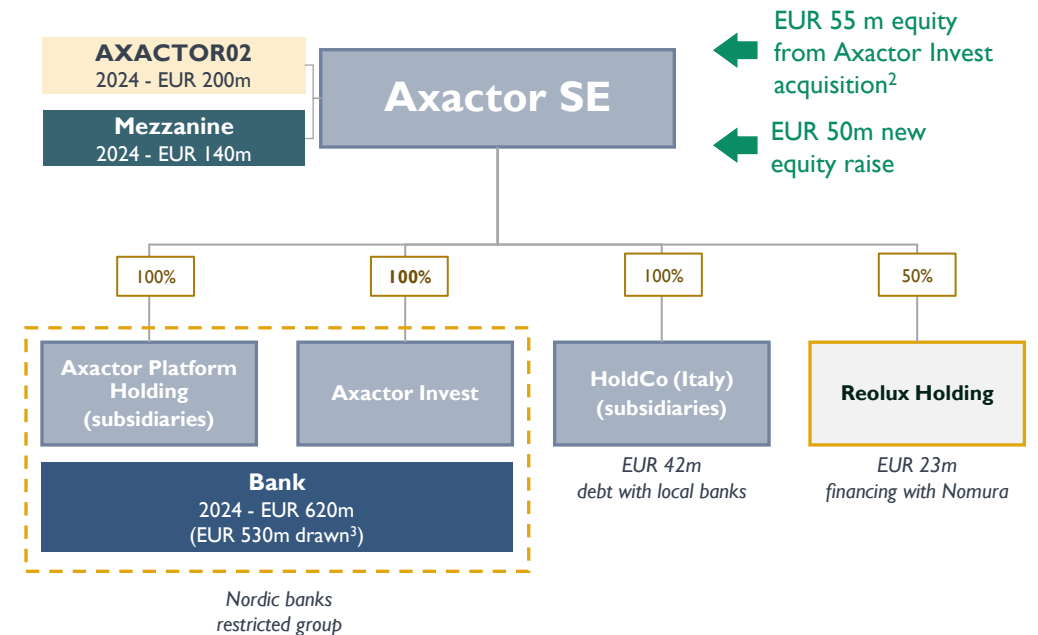 AXACTOR02
2024 - EUR 200m
Mezzanine
2024 - EUR 140m
Axactor SE
EUR 55 m equity
from Axactor Invest
acquisition²
EUR 50m new
equity raise
100%
100%
100%
50%
Axactor Platform
Holding
(subsidiaries)
Axactor Invest
HoldCo (Italy)
(subsidiaries)
Reolux Holding
Bank
2024 - EUR 620m
(EUR 530m drawn³)
EUR 42m
debt with local banks
EUR 23m
financing with Nomura
Nordic banks
restricted group